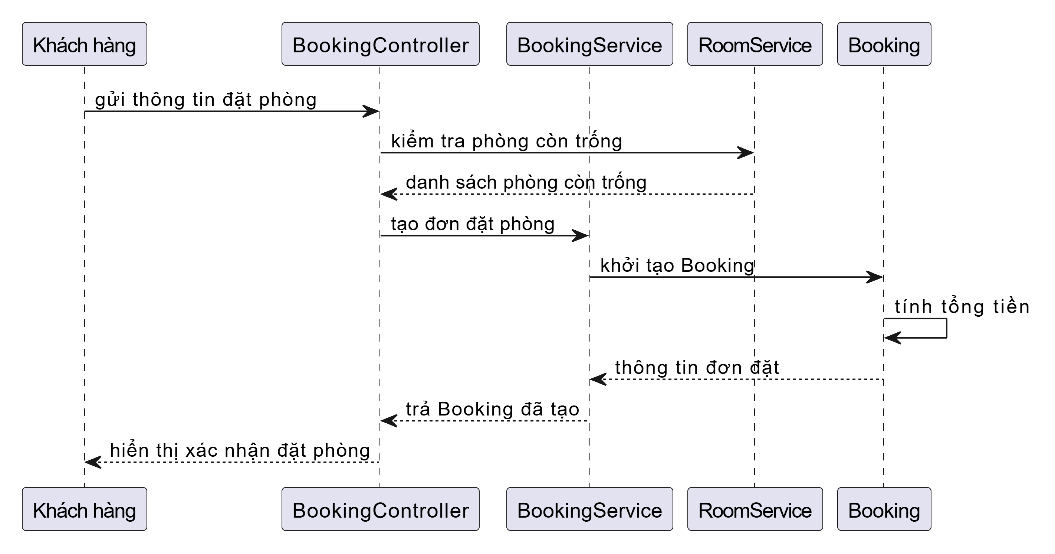 Khách hàng
BookingController
BookingService
RoomService
Booking
gửi thông tin đặt phòng
kiểm tra phòng còn trống
danh sách phòng còn trống
tạo đơn đặt phòng
khởi tạo Booking
tính tổng tiền
thông tin đơn đặt
trả Booking đã tạo
hiển thị xác nhận đặt phòng
Khách hàng
BookingController
BookingService
RoomService
Booking